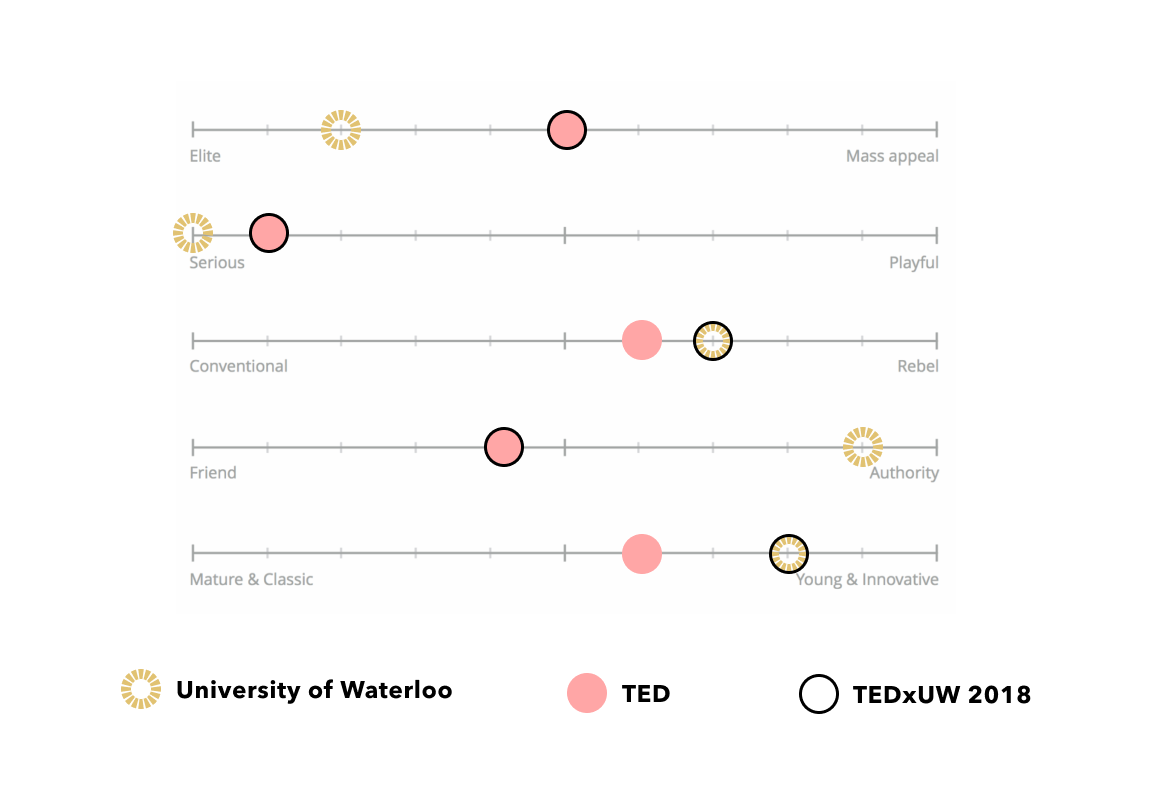 Elite
Mass appeal
Serious
Playful
Conventional
Rebel
Friend
Authority
Mature & Classic
Young & Innovative
University of Waterloo
TED
TEDxUW 2018